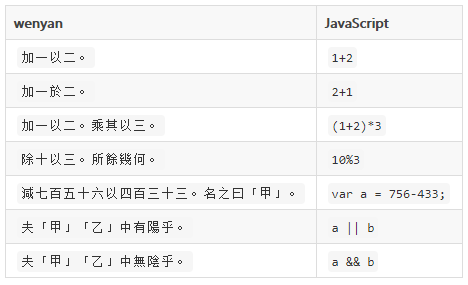 wenyan JavaScript
加一以二。 1+2
加一於二。 2+1
加一以二。乘其以三。 (1+2)*3
除十以三。所餘幾何。 10%3
減七百五十六以四百三十三。名之曰「甲」。 var a = 756-433;
夫「甲」「乙」中有陽乎。 a || b
夫「甲」「乙」中無陰乎。 a && b